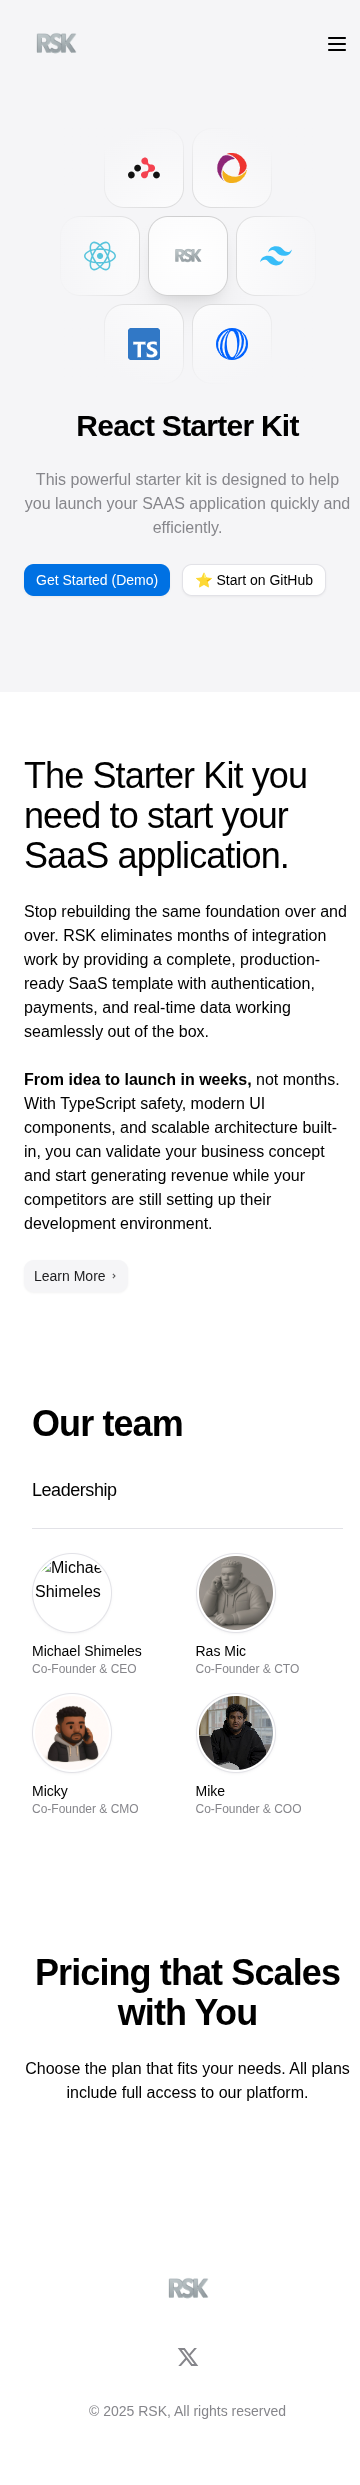 RSK
RSK
TS
React Starter Kit
This powerful starter kit is designed to help
you launch your SAAS application quickly and
efficiently.
Get Started (Demo)
⭐ Start on GitHub
The Starter Kit you
need to start your
SaaS application.
Stop rebuilding the same foundation over and
over. RSK eliminates months of integration
work by providing a complete, production-
ready SaaS template with authentication,
payments, and real-time data working
seamlessly out of the box.
From idea to launch in weeks, not months.
With TypeScript safety, modern UI
components, and scalable architecture built-
in, you can validate your business concept
and start generating revenue while your
competitors are still setting up their
development environment.
Learn More ›
Our team
Leadership
Michael
Shimeles
Michael Shimeles
Co-Founder & CEO
Ras Mic
Co-Founder & CTO
Micky
Co-Founder & CMO
Mike
Co-Founder & COO
Pricing that Scales
with You
Choose the plan that fits your needs. All plans
include full access to our platform.
RSK
© 2025 RSK, All rights reserved